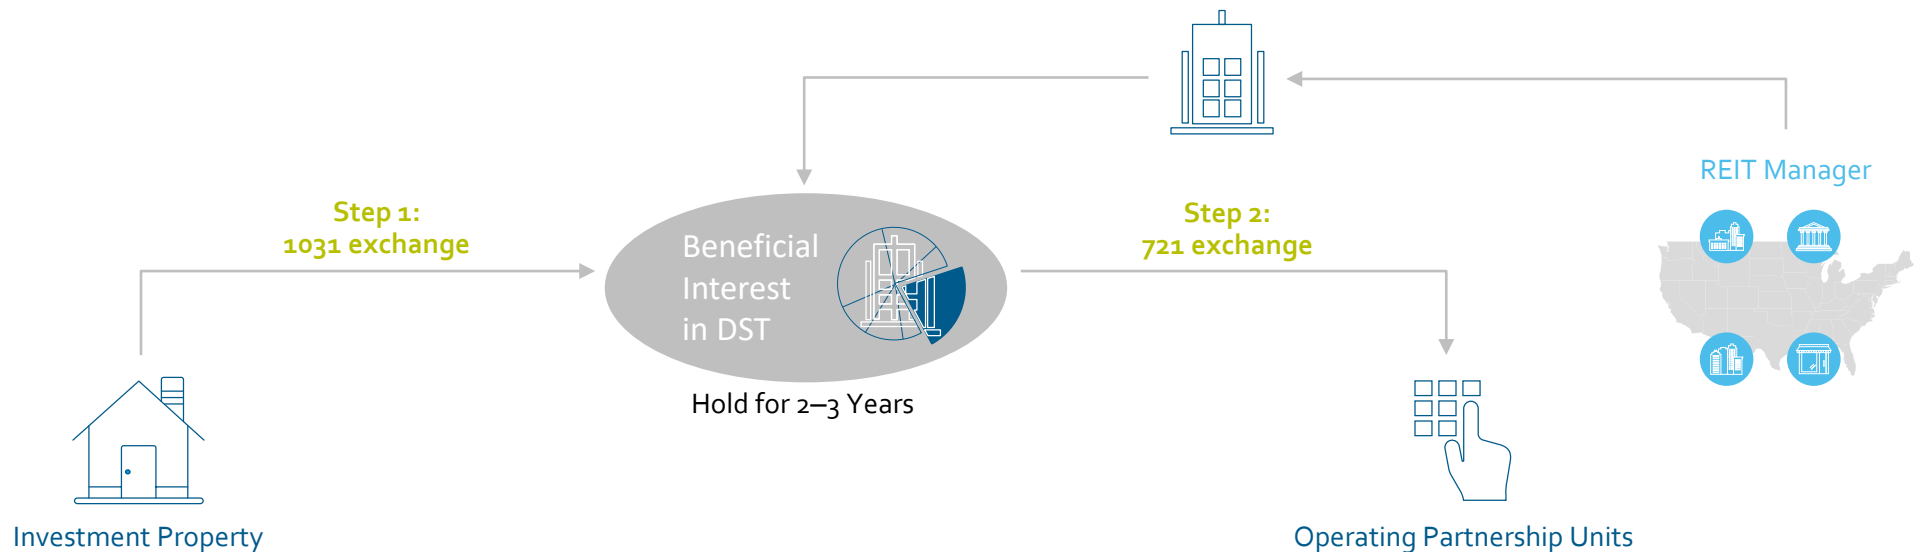 REIT Manager
Step 1:
1031 exchange
Step 2:
721 exchange
Beneficial
Interest
in DST
Hold for 2–3 Years
Investment Property
Operating Partnership Units